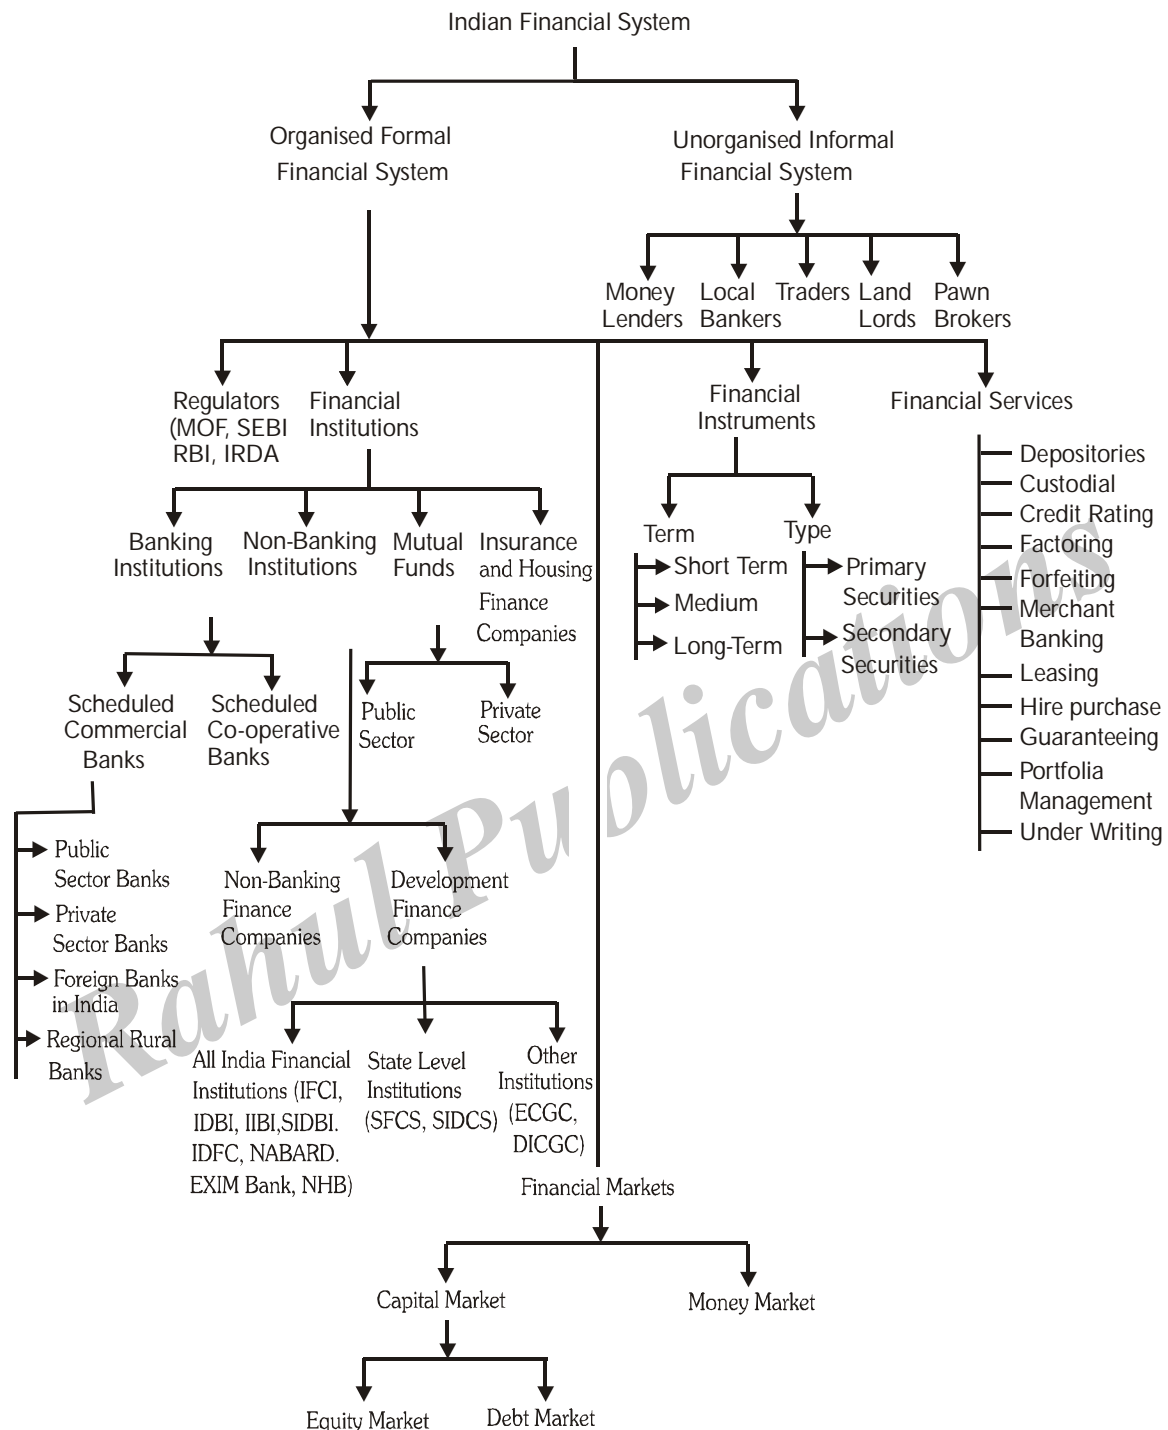 Indian Financial System
Organised Formal
Financial System
Unorganised Informal
Financial System
Money
Lenders
Local
Bankers
Traders
Land
Lords
Pawn
Brokers
Regulators
(MOF, SEBI
RBI, IRDA
Financial
Institutions
Financial
Instruments
Financial Services
Depositories
Custodial
Credit Rating
Factoring
Forfeiting
Merchant
Banking
Leasing
Hire purchase
Guaranteeing
Portfolia
Management
Under Writing
Term
Short Term
Medium
Long-Term
Type
Primary
Securities
Secondary
Securities
Banking
Institutions
Non-Banking
Institutions
Mutual
Funds
Insurance
and Housing
Finance
Companies
Scheduled
Commercial
Banks
Scheduled
Co-operative
Banks
Public
Sector
Private
Sector
Public
Sector Banks
Private
Sector Banks
Foreign Banks
in India
Regional Rural
Banks
Non-Banking
Finance
Companies
Development
Finance
Companies
All India Financial
Institutions (IFCI,
IDBI, IIBI,SIDBI.
IDFC, NABARD.
EXIM Bank, NHB)
State Level
Institutions
(SFCS, SIDCS)
Other
Institutions
(ECGC,
DICGC)
Financial Markets
Capital Market
Money Market
Equity Market
Debt Market
Rahul Publications